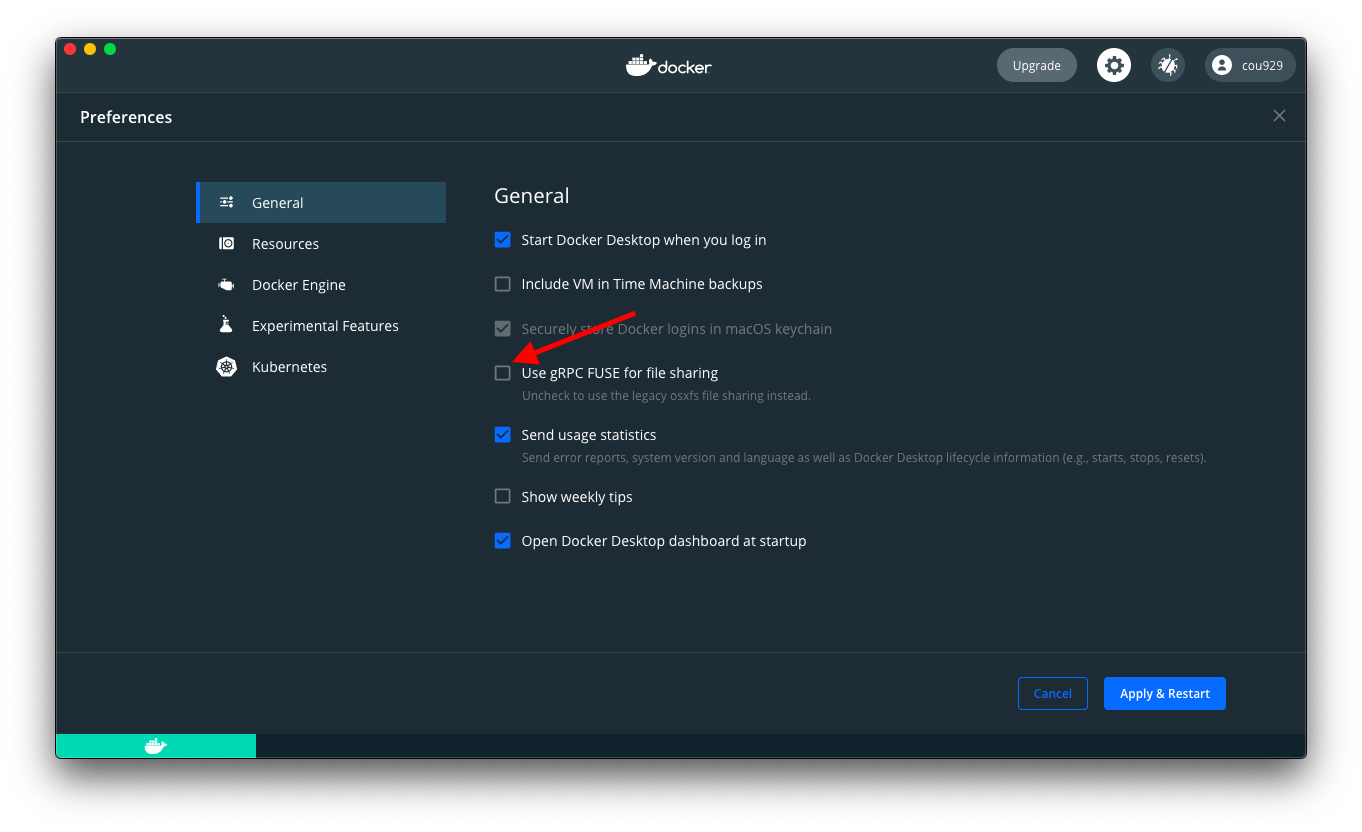 docker
Upgrade
cou929
Preferences
General
Resources
Docker Engine
Experimental Features
Kubernetes
General
Start Docker Desktop when you log in
Include VM in Time Machine backups
Securely store Docker logins in macOS keychain
Use gRPC FUSE for file sharing
Uncheck to use the legacy osxfs file sharing instead.
Send usage statistics
Send error reports, system version and language as well as Docker Desktop lifecycle information (e.g., starts, stops, resets).
Show weekly tips
Open Docker Desktop dashboard at startup
Cancel
Apply & Restart